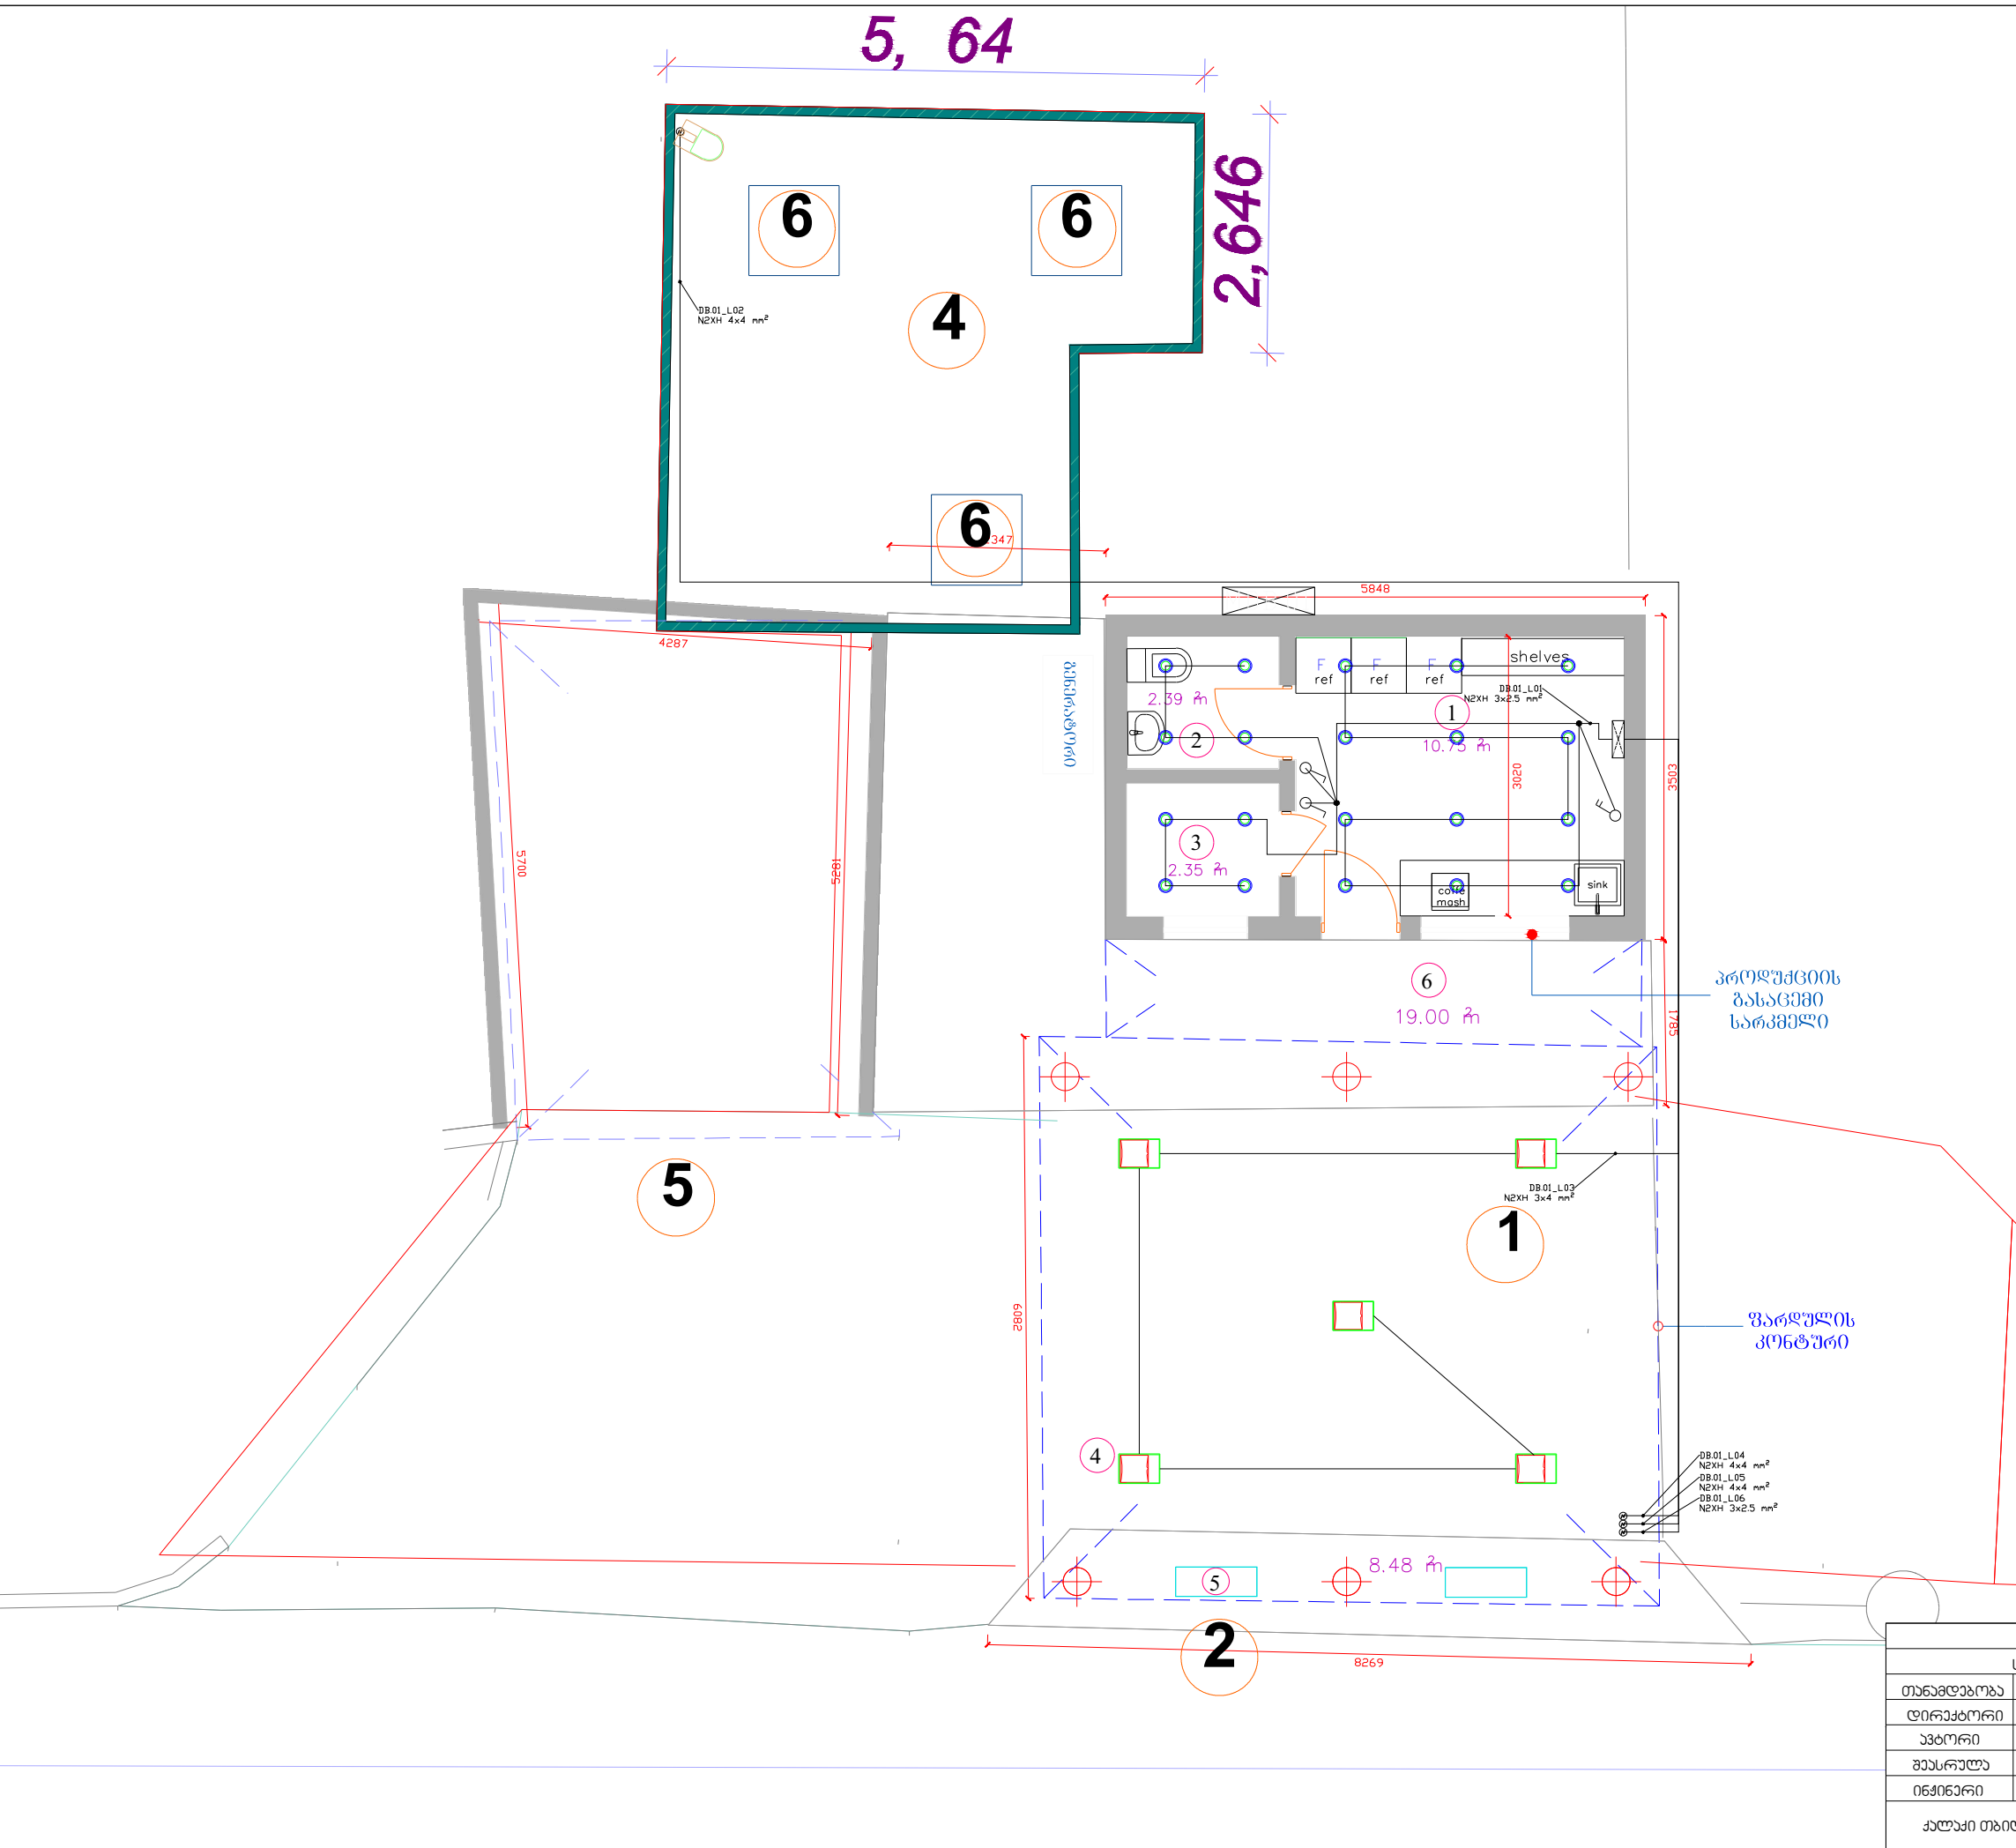 5, 64
2,646
6
6
4
DB.01_L02
N2XH 4x4 mm²
6
347
5848
4287
გენერატორი
F
ref
F
ref
F
ref
shelves
DB.01_L01
N2XH 3x2.5 mm²
2.39 m²
1
2
10.75 m²
3020
3503
3
2.35 m²
5700
5281
coffe
mash
sink
6
19.00 m²
პროდუქციის
გასაცემი
სარკმელი
1785
5
DB.01_L03
N2XH 3x4 mm²
1
2809
ფარდულის
კონტური
4
DB.01_L04
N2XH 4x4 mm²
DB.01_L05
N2XH 4x4 mm²
DB.01_L06
N2XH 3x2.5 mm²
5
8.48 m²
2
8269
თანამდებობა
დირექტორი
ავტორი
შეასრულა
ინჟინერი